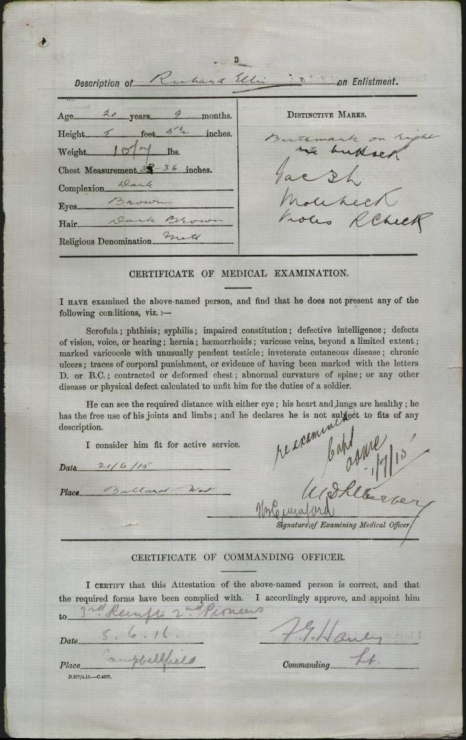 3
Description of Richard Ellis on Enlistment.
Age 20 years 9 months.
Height 5 feet 5½ inches.
Weight 10/7 lbs.
Chest Measurement -36 inches.
Complexion Dark
Eyes Brown
Hair Dark Brown
Religious Denomination Meth
DISTINCTIVE MARKS.
Birthmark on right
buttock
Vac 3 L
Mole neck
Moles R Cheek
CERTIFICATE OF MEDICAL EXAMINATION.
I HAVE examined the above-named person, and find that he does not present any of the
following conditions, viz.:—
Scrofula; phthisis; syphilis; impaired constitution; defective intelligence; defects
of vision, voice, or hearing; hernia; hæmorrhoids; varicose veins, beyond a limited extent;
marked varicocele with unusually pendent testicle; inveterate cutaneous disease; chronic
ulcers; traces of corporal punishment, or evidence of having been marked with the letters
D. or B.C.; contracted or deformed chest; abnormal curvature of spine; or any other
disease or physical defect calculated to unfit him for the duties of a soldier.
He can see the required distance with either eye; his heart and lungs are healthy; he
has the free use of his joints and limbs; and he declares he is not subject to fits of any
description.
I consider him fit for active service.
reexamined
1/7/15
Date 21/6/15
Place Ballarat West
Signature of Examining Medical Officer
CERTIFICATE OF COMMANDING OFFICER.
I CERTIFY that this Attestation of the above-named person is correct, and that
the required forms have been complied with. I accordingly approve, and appoint him
to 3rd Reinfts 2nd Pioneers
Date 5.6.16.
Place Campbellfield
Commanding Lt.